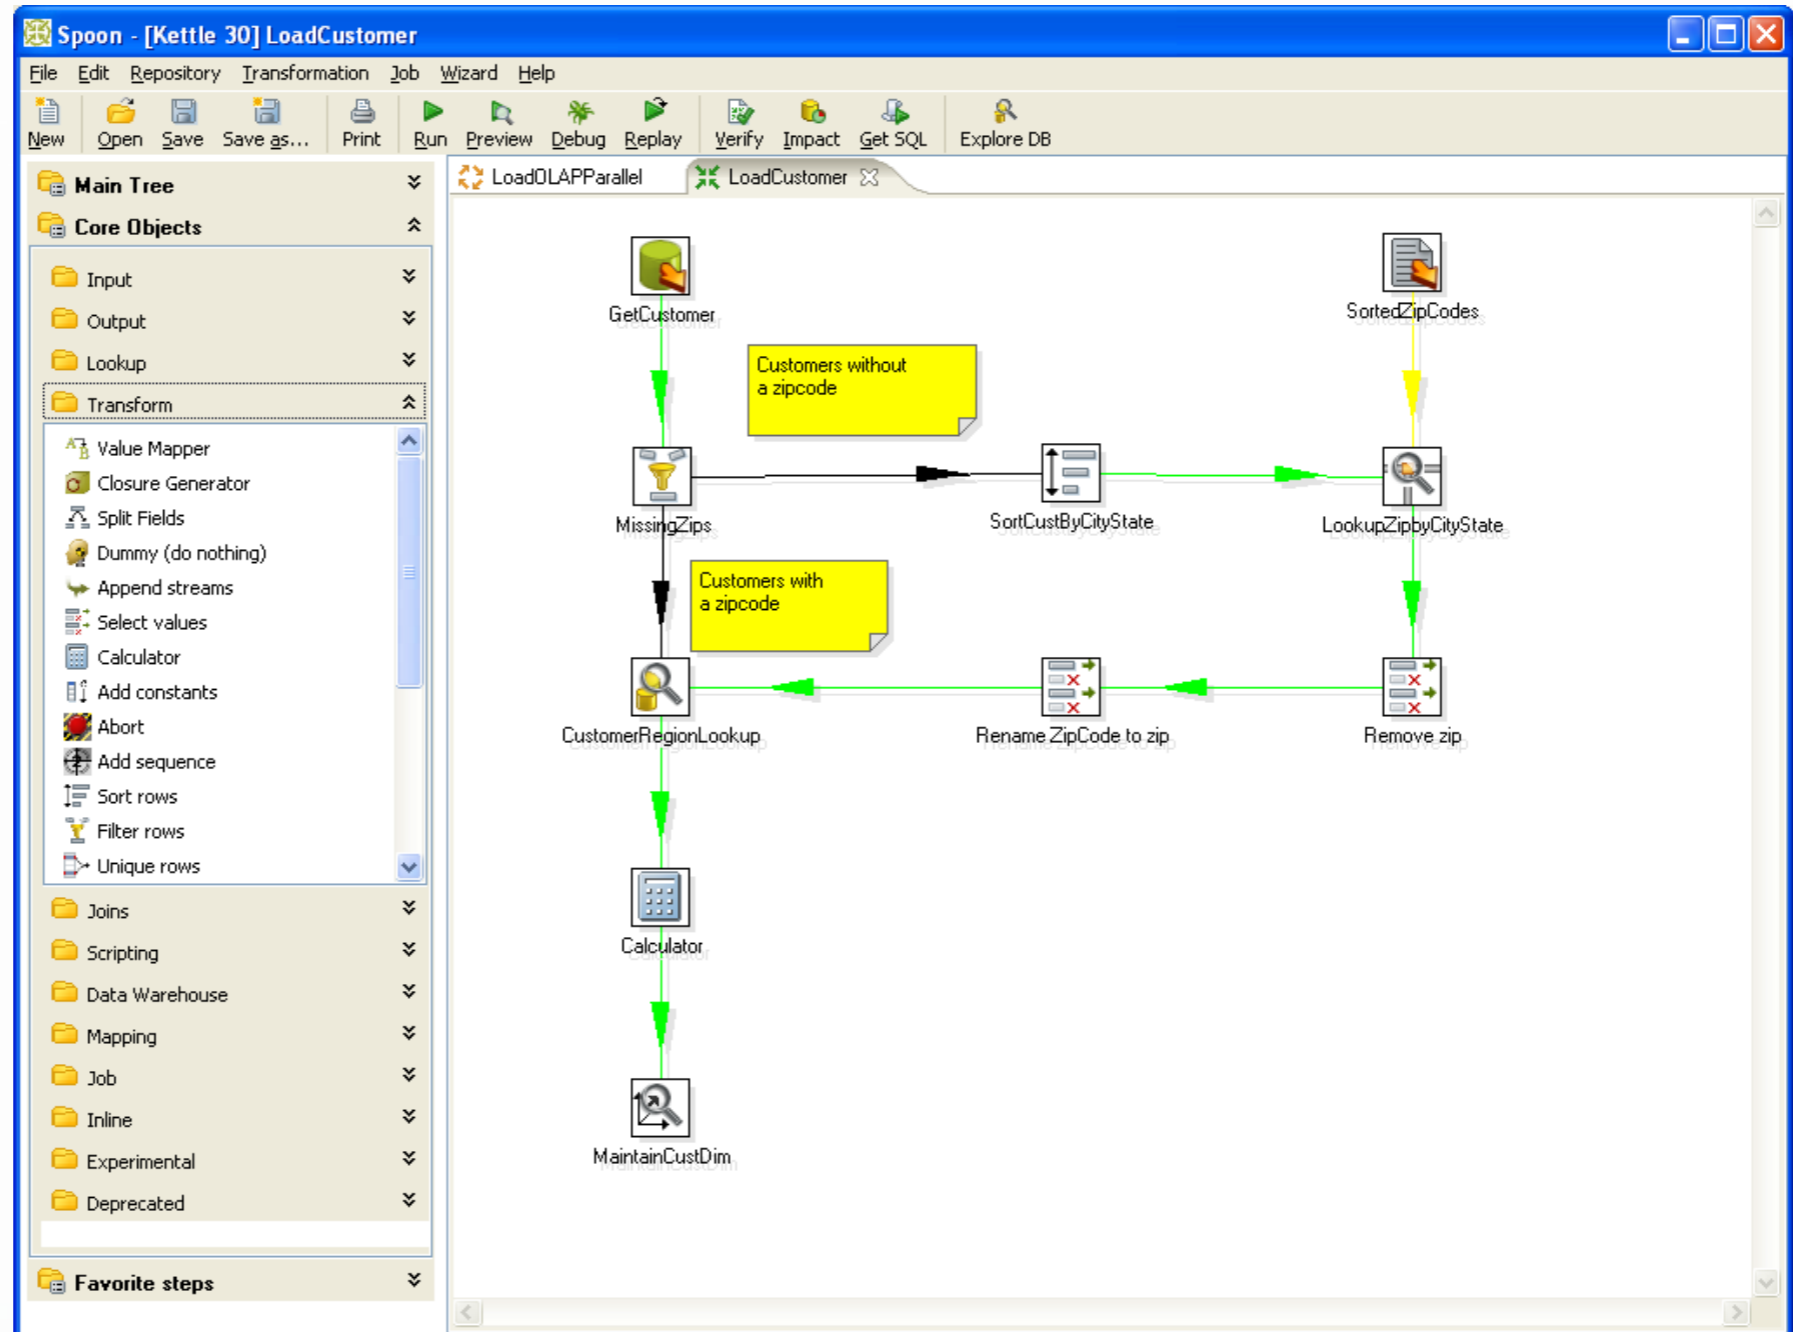 Spoon - [Kettle 30] LoadCustomer
File Edit Repository Transformation Job Wizard Help
New Open Save Save as... Print Run Preview Debug Replay Verify Impact Get SQL Explore DB
Main Tree
Core Objects
Input
Output
Lookup
Transform
Value Mapper
Closure Generator
Split Fields
Dummy (do nothing)
Append streams
Select values
Calculator
Add constants
Abort
Add sequence
Sort rows
Filter rows
Unique rows
Joins
Scripting
Data Warehouse
Mapping
Job
Inline
Experimental
Deprecated
Favorite steps
LoadOLAPParallel LoadCustomer
GetCustomer
SortedZipCodes
Customers without
a zipcode
MissingZips
SortCustByCityState
LookupZipbyCityState
Customers with
a zipcode
CustomerRegionLookup
Rename ZipCode to zip
Remove zip
Calculator
MaintainCustDim